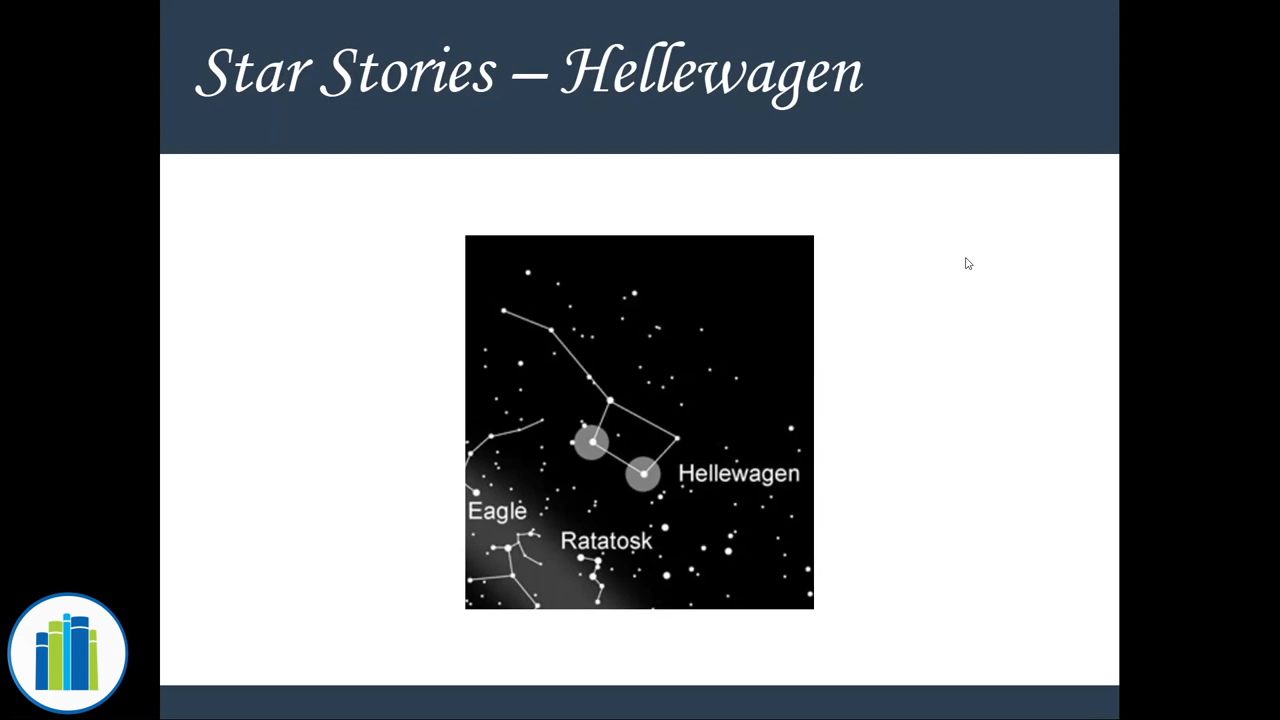 Star Stories – Hellewagen
Hellewagen
Eagle
Ratatosk